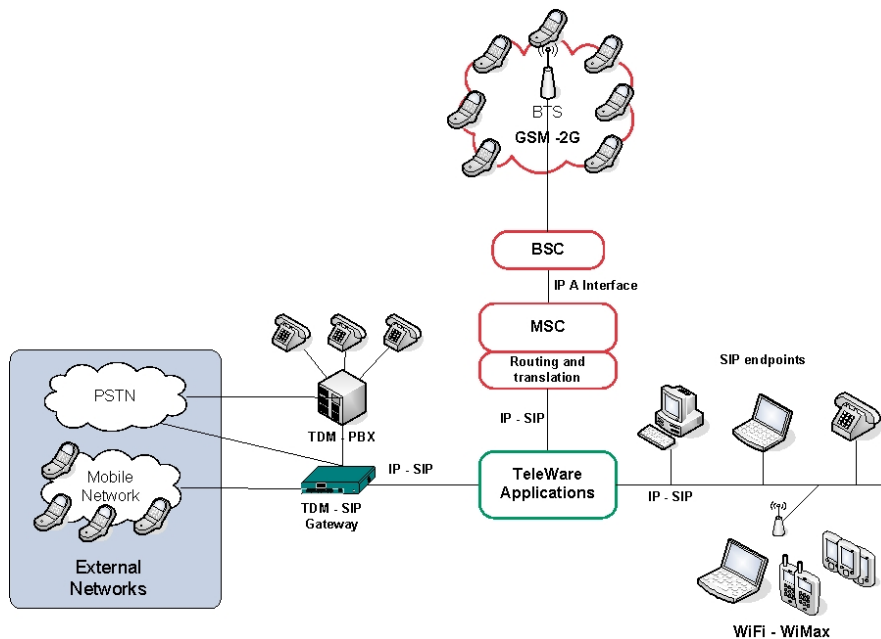 BTS
GSM -2G
BSC
IP A Interface
MSC
Routing and
translation
SIP endpoints
PSTN
TDM - PBX
IP - SIP
Mobile
Network
IP - SIP
TeleWare
Applications
IP - SIP
TDM - SIP
Gateway
External
Networks
WiFi - WiMax